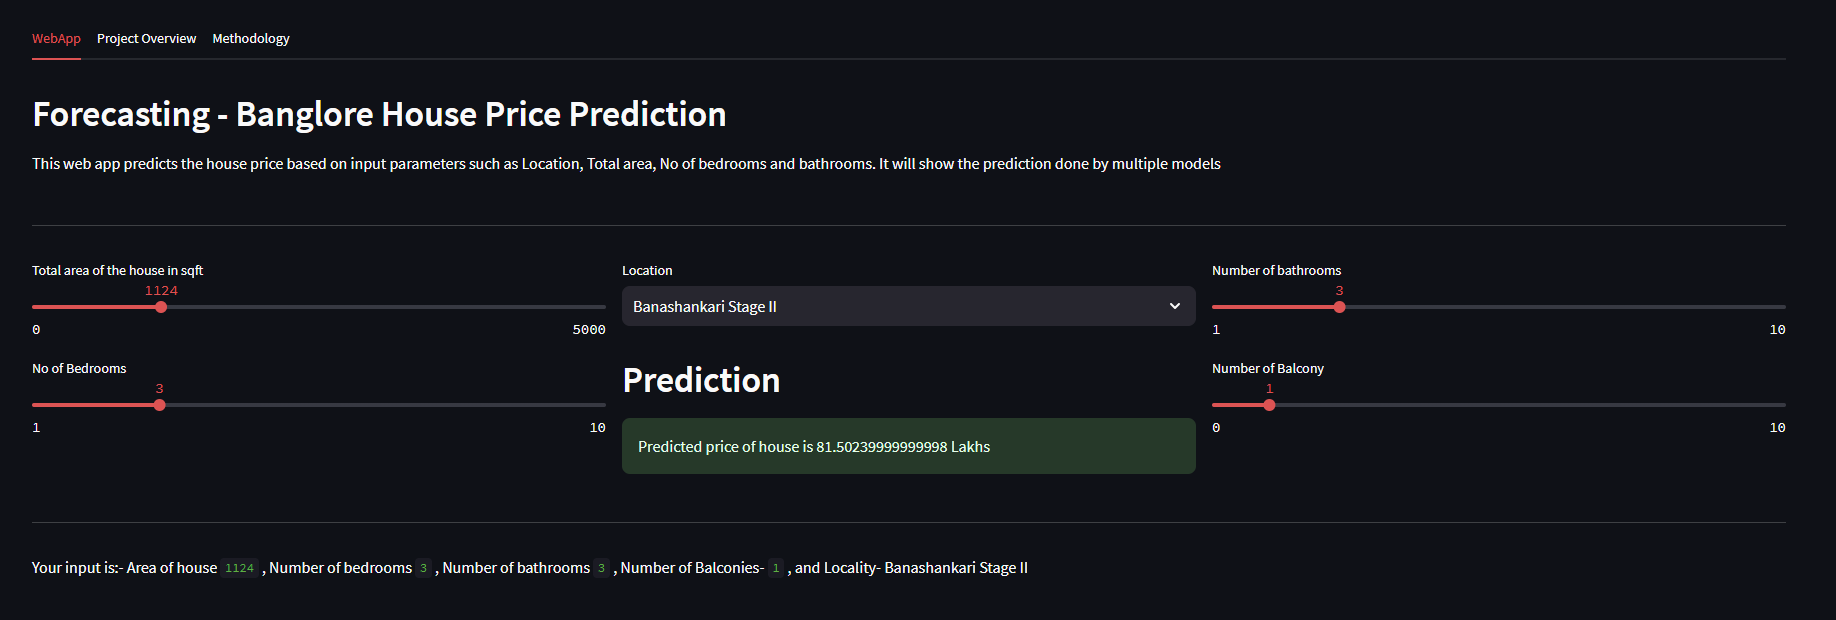 WebApp Project Overview Methodology
Forecasting - Banglore House Price Prediction
This web app predicts the house price based on input parameters such as Location, Total area, No of bedrooms and bathrooms. It will show the prediction done by multiple models
Total area of the house in sqft
1124
0 5000
No of Bedrooms
3
1 10
Location
Banashankari Stage II
Prediction
Predicted price of house is 81.50239999999998 Lakhs
Number of bathrooms
3
1 10
Number of Balcony
1
0 10
Your input is:- Area of house 1124 , Number of bedrooms 3 , Number of bathrooms 3 , Number of Balconies- 1 , and Locality- Banashankari Stage II